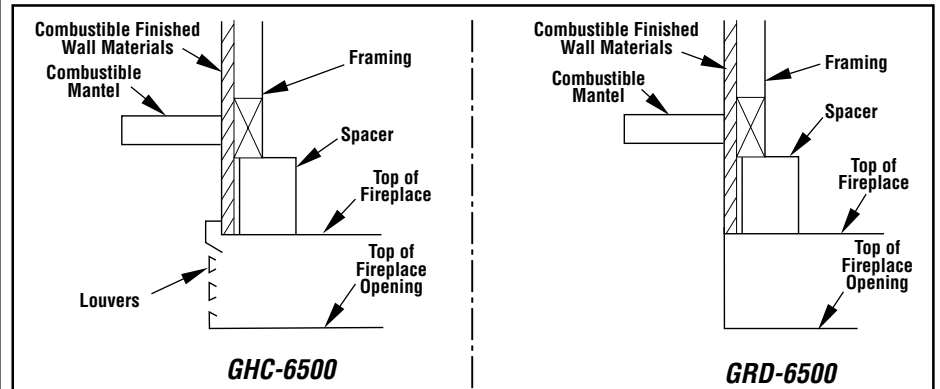 Combustible Finished
Wall Materials
Combustible
Mantel
Framing
Spacer
Top of
Fireplace
Top of
Fireplace
Opening
Louvers
GHC-6500
Combustible Finished
Wall Materials
Combustible
Mantel
Framing
Spacer
Top of
Fireplace
Top of
Fireplace
Opening
GRD-6500